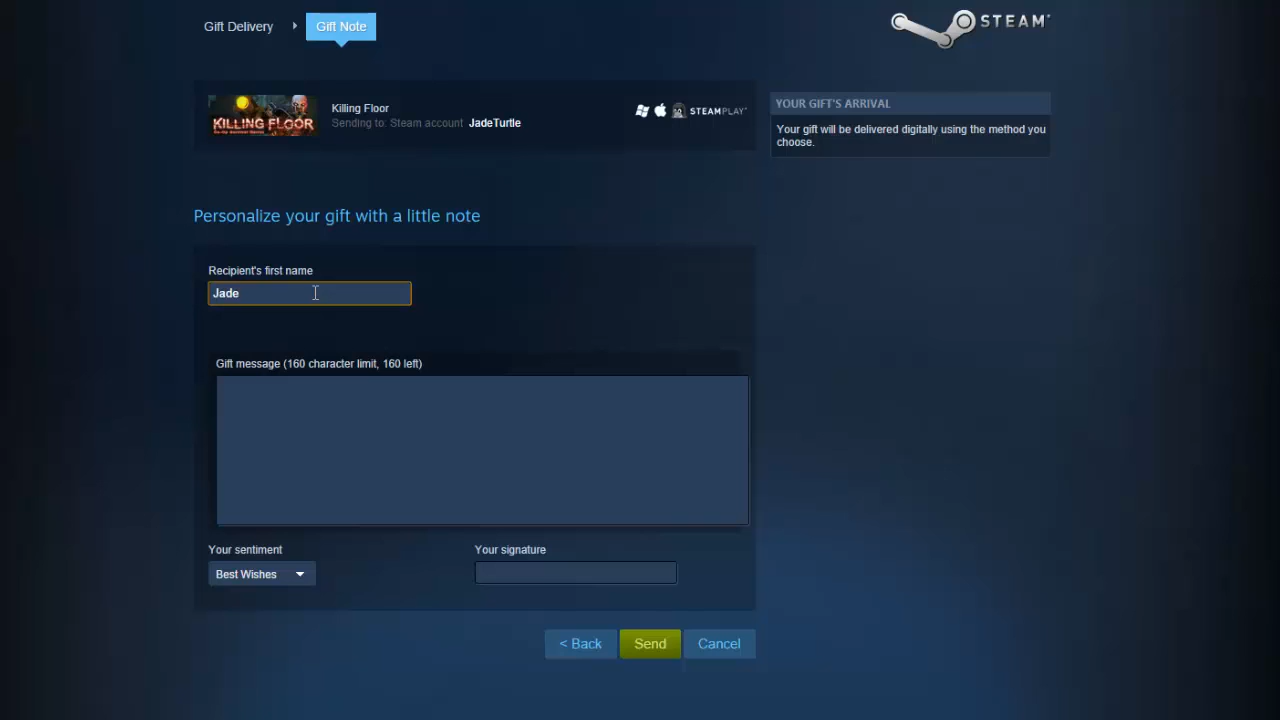 Gift Delivery Gift Note
STEAM
KILLING FLOOR
Killing Floor
Sending to: Steam account JadeTurtle
STEAMPLAY
YOUR GIFT'S ARRIVAL
Your gift will be delivered digitally using the method you
choose.
Personalize your gift with a little note
Recipient's first name
Jade
Gift message (160 character limit, 160 left)
Your sentiment
Best Wishes
Your signature
< Back
Send
Cancel